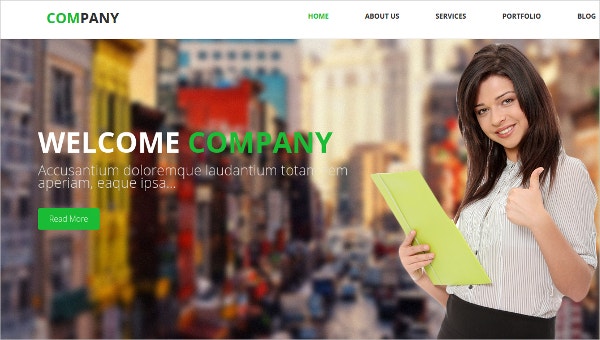 COMPANY
HOME ABOUT US SERVICES PORTFOLIO BLOG
WELCOME COMPANY
Accusantium doloremque laudantium totam rem
aperiam, eaque ipsa...
Read More